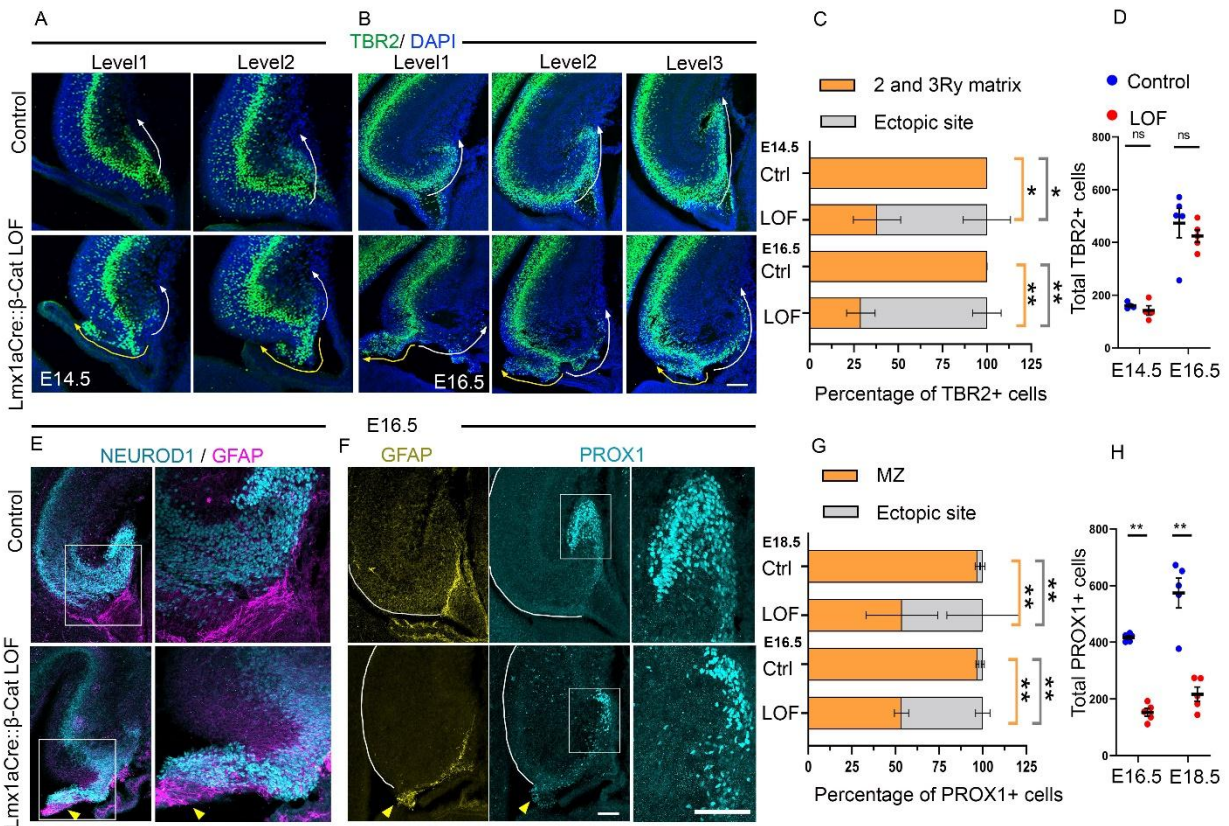 A
B
C
D
TBR2/ DAPI
Level1
Level2
Level1
Level2
Level3
2 and 3Ry matrix
Ectopic site
Control
LOF
Control
Lmx1aCre::β-Cat LOF
E14.5
E16.5
E14.5
Ctrl
LOF
E16.5
Ctrl
LOF
*
*
**
**
0 25 50 75 100 125
Percentage of TBR2+ cells
Total TBR2+ cells
800
600
400
200
0
ns
ns
E14.5 E16.5
E16.5
E
F
G
H
NEUROD1 / GFAP
GFAP
PROX1
MZ
Ectopic site
Control
Lmx1aCre::β-Cat LOF
E18.5
Ctrl
LOF
E16.5
Ctrl
LOF
**
**
**
**
0 25 50 75 100 125
Percentage of PROX1+ cells
Total PROX1+ cells
800
600
400
200
0
**
**
E16.5 E18.5